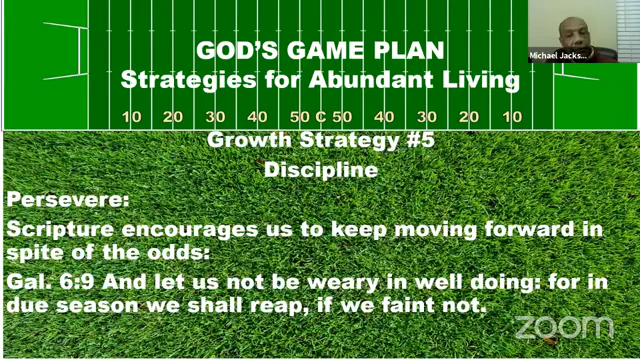 GOD'S GAME PLAN
Strategies for Abundant Living
10 20 30 40 50 C 50 40 30 20 10
Michael Jacks...
Growth Strategy #5
Discipline
Persevere:
Scripture encourages us to keep moving forward in
spite of the odds:
Gal. 6:9 And let us not be weary in well doing: for in
due season we shall reap, if we faint not.
zoom